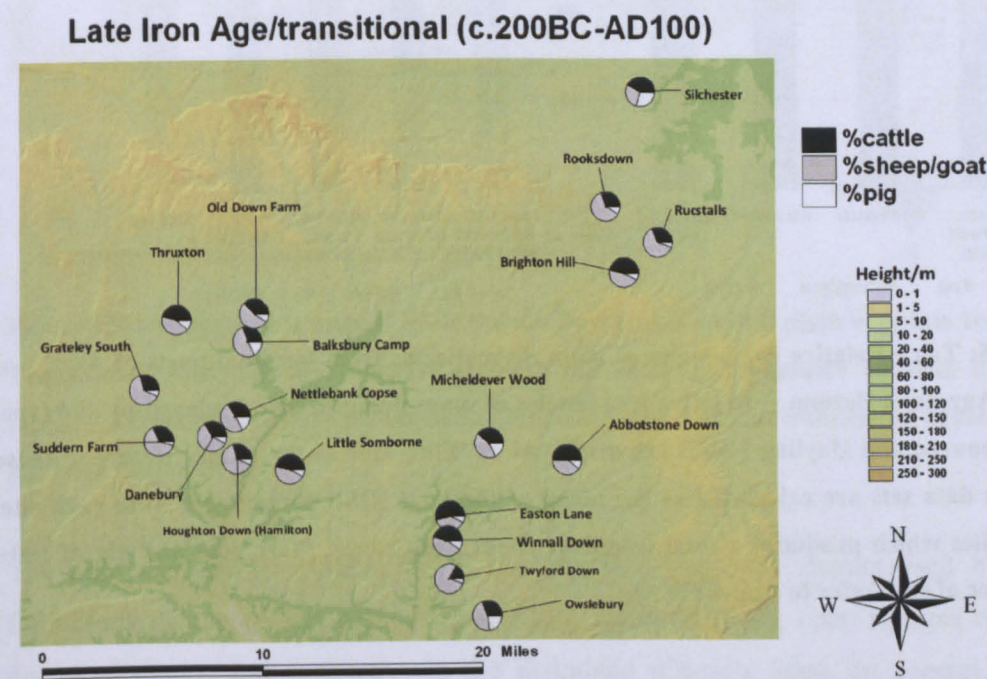 Late Iron Age/transitional (c.200BC-AD100)
Silchester
Rooksdown
Rucstalls
Brighton Hill
Old Down Farm
Thruxton
Balksbury Camp
Grateley South
Nettlebank Copse
Micheldever Wood
Abbotstone Down
Suddern Farm
Little Somborne
Danebury
Houghton Down (Hamilton)
Easton Lane
Winnall Down
Twyford Down
Owslebury
%cattle
%sheep/goat
%pig
Height/m
0 - 1
1 - 5
5 - 10
10 - 20
20 - 40
40 - 60
60 - 80
80 - 100
100 - 120
120 - 150
150 - 180
180 - 210
210 - 250
250 - 300
N
W E
S
0 10 20 Miles